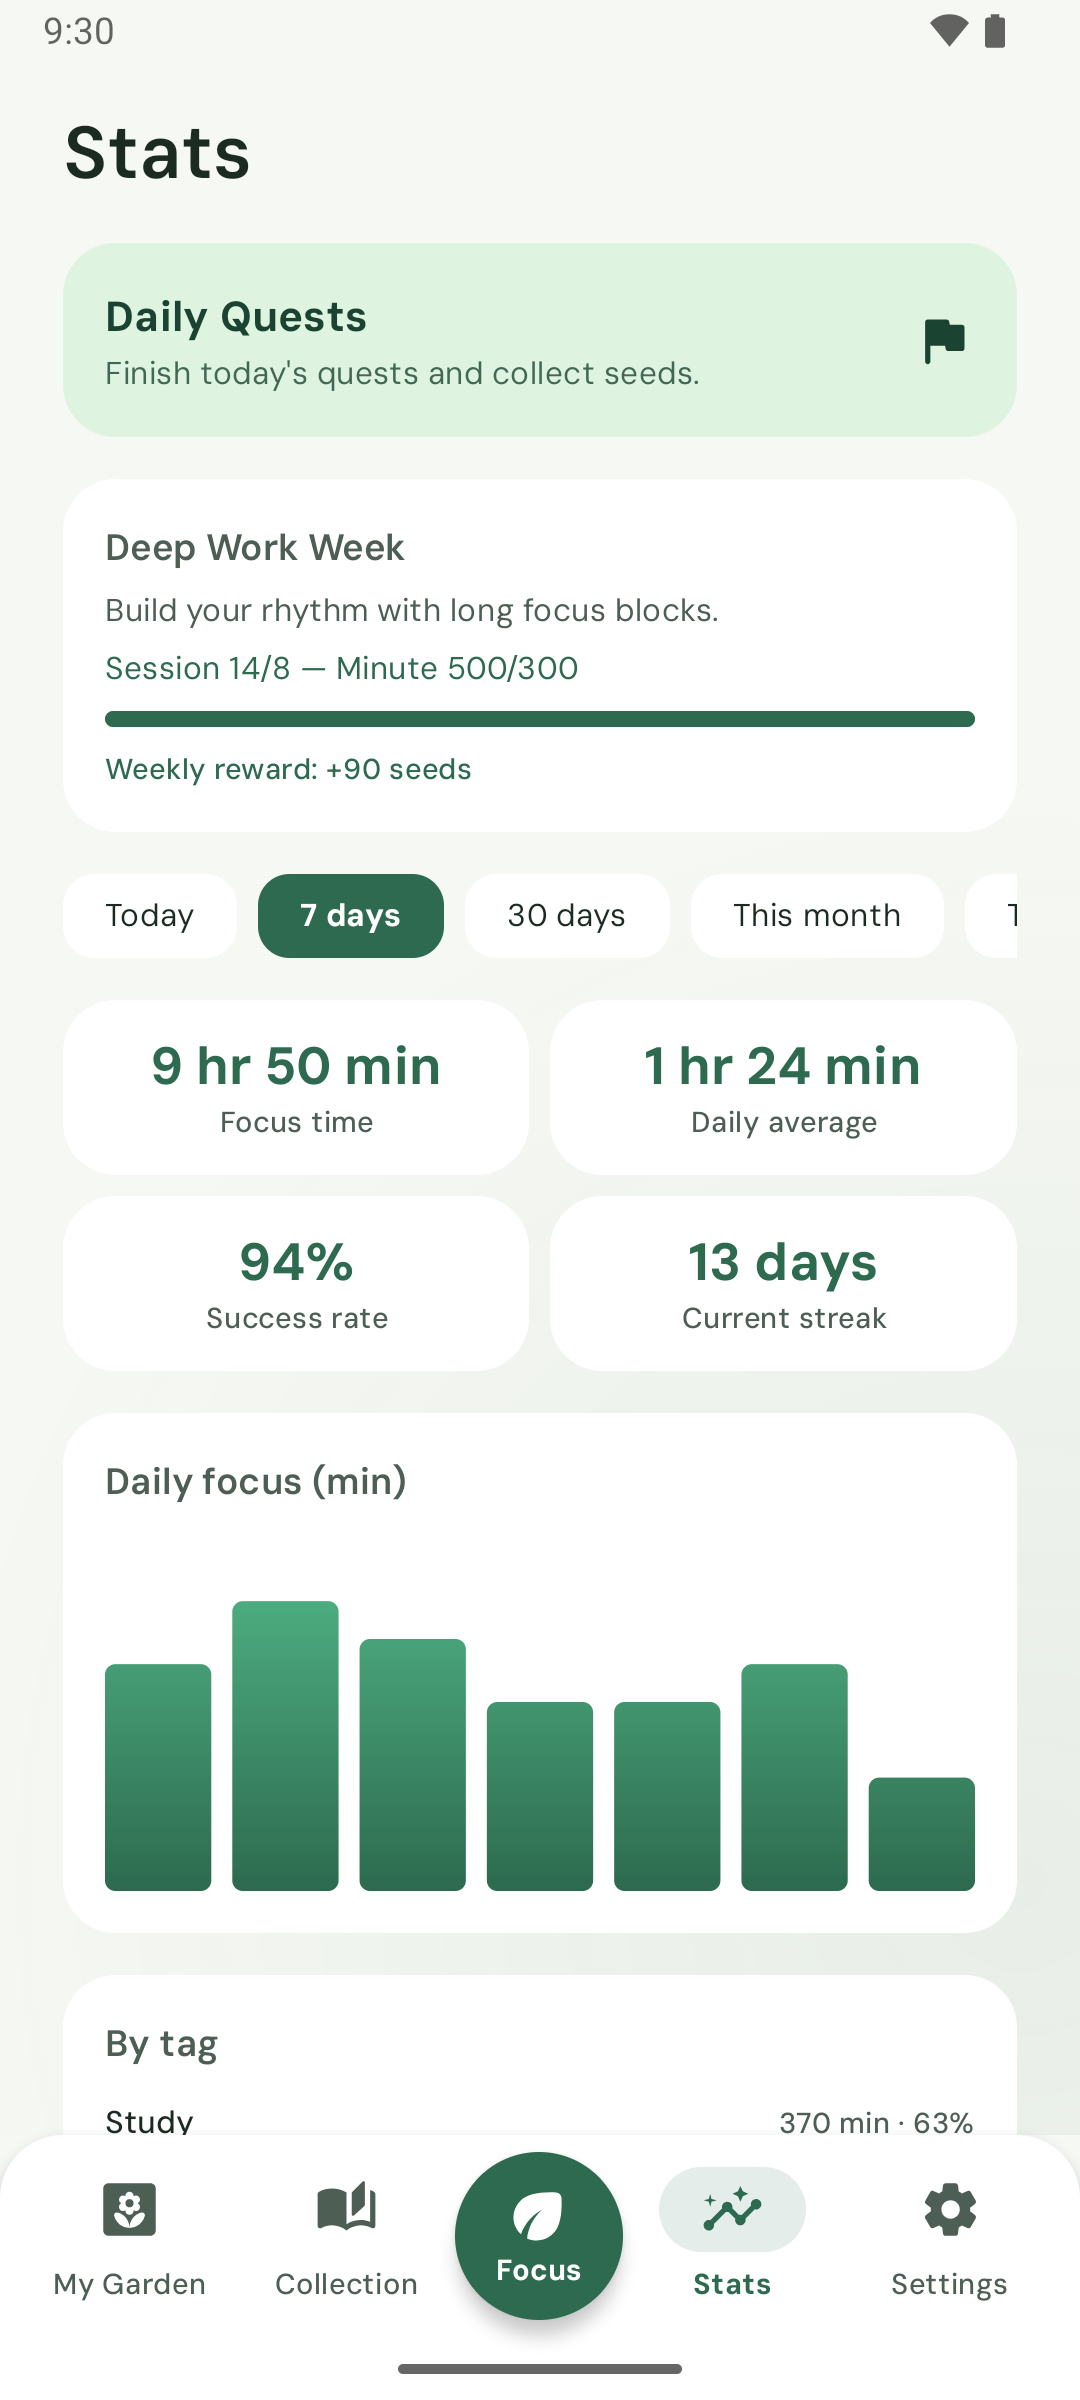 9:30
Stats
Daily Quests
Finish today's quests and collect seeds.
Deep Work Week
Build your rhythm with long focus blocks.
Session 14/8 — Minute 500/300
Weekly reward: +90 seeds
Today
7 days
30 days
This month
9 hr 50 min
Focus time
1 hr 24 min
Daily average
94%
Success rate
13 days
Current streak
Daily focus (min)
By tag
Study
370 min · 63%
My Garden
Collection
Focus
Stats
Settings